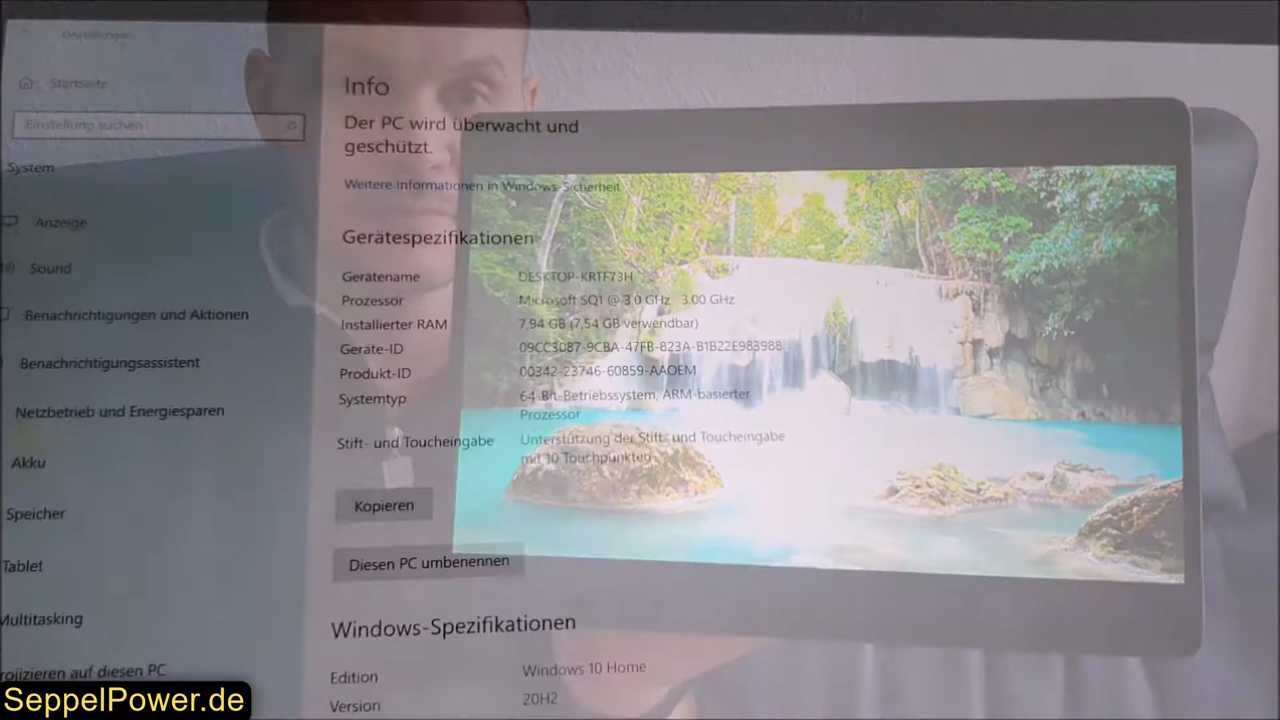 Einstellungen
Startseite
Einstellung suchen
System
Anzeige
Sound
Benachrichtigungen und Aktionen
Benachrichtigungsassistent
Netzbetrieb und Energiesparen
Akku
Speicher
Tablet
Multitasking
rojizieren auf diesen PC
Info
Der PC wird überwacht und
geschützt.
Weitere Informationen in Windows-Sicherheit
Gerätespezifikationen
Gerätename DESKTOP-KRTF73H
Prozessor Microsoft SQ1 @ 3.0 GHz 3.00 GHz
Installierter RAM 7,94 GB (7,54 GB verwendbar)
Geräte-ID 09CC3087-9CBA-47FB-823A-B1B22E983988
Produkt-ID 00342-23746-60859-AAOEM
Systemtyp 64-Bit-Betriebssystem, ARM-basierter
Prozessor
Stift- und Toucheingabe Unterstützung der Stift- und Toucheingabe
mit 10 Touchpunkten
Kopieren
Diesen PC umbenennen
Windows-Spezifikationen
Edition Windows 10 Home
Version 20H2
SeppelPower.de